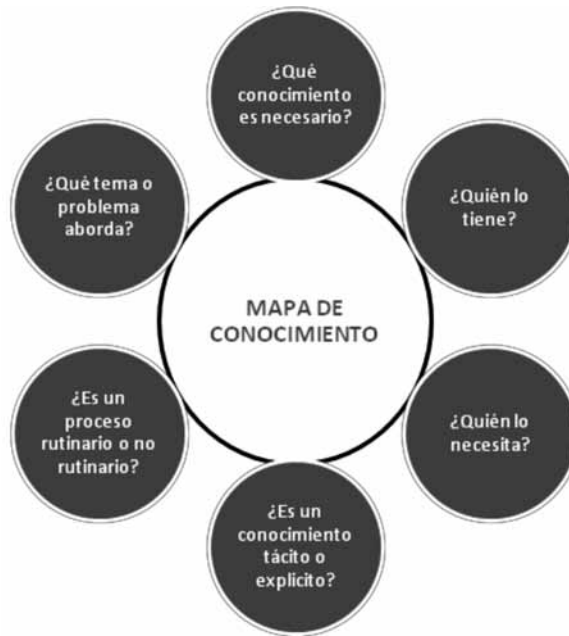 ¿Qué
conocimiento
es necesario?
¿Quién lo
tiene?
¿Quién lo
necesita?
¿Es un
conocimiento
tácito o
explícito?
¿Es un
proceso
rutinario o no
rutinario?
¿Qué tema o
problema
aborda?
MAPA DE
CONOCIMIENTO